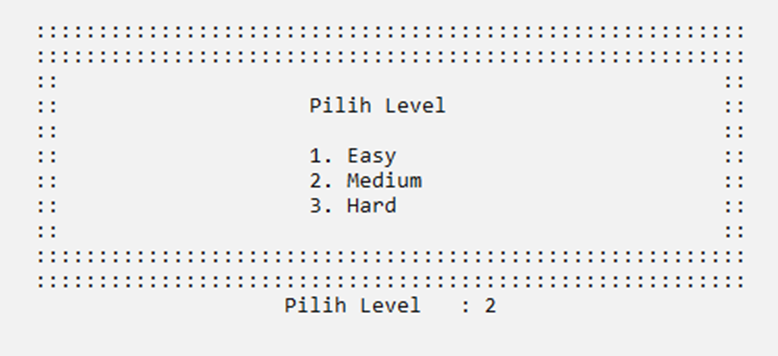 :::::::::::::::::::::::::::::::::::::::::::::::::::::::::
:::::::::::::::::::::::::::::::::::::::::::::::::::::::::
::                                                     ::
::                    Pilih Level                      ::
::                                                     ::
::                    1. Easy                          ::
::                    2. Medium                        ::
::                    3. Hard                          ::
::                                                     ::
:::::::::::::::::::::::::::::::::::::::::::::::::::::::::
:::::::::::::::::::::::::::::::::::::::::::::::::::::::::
                    Pilih Level   : 2